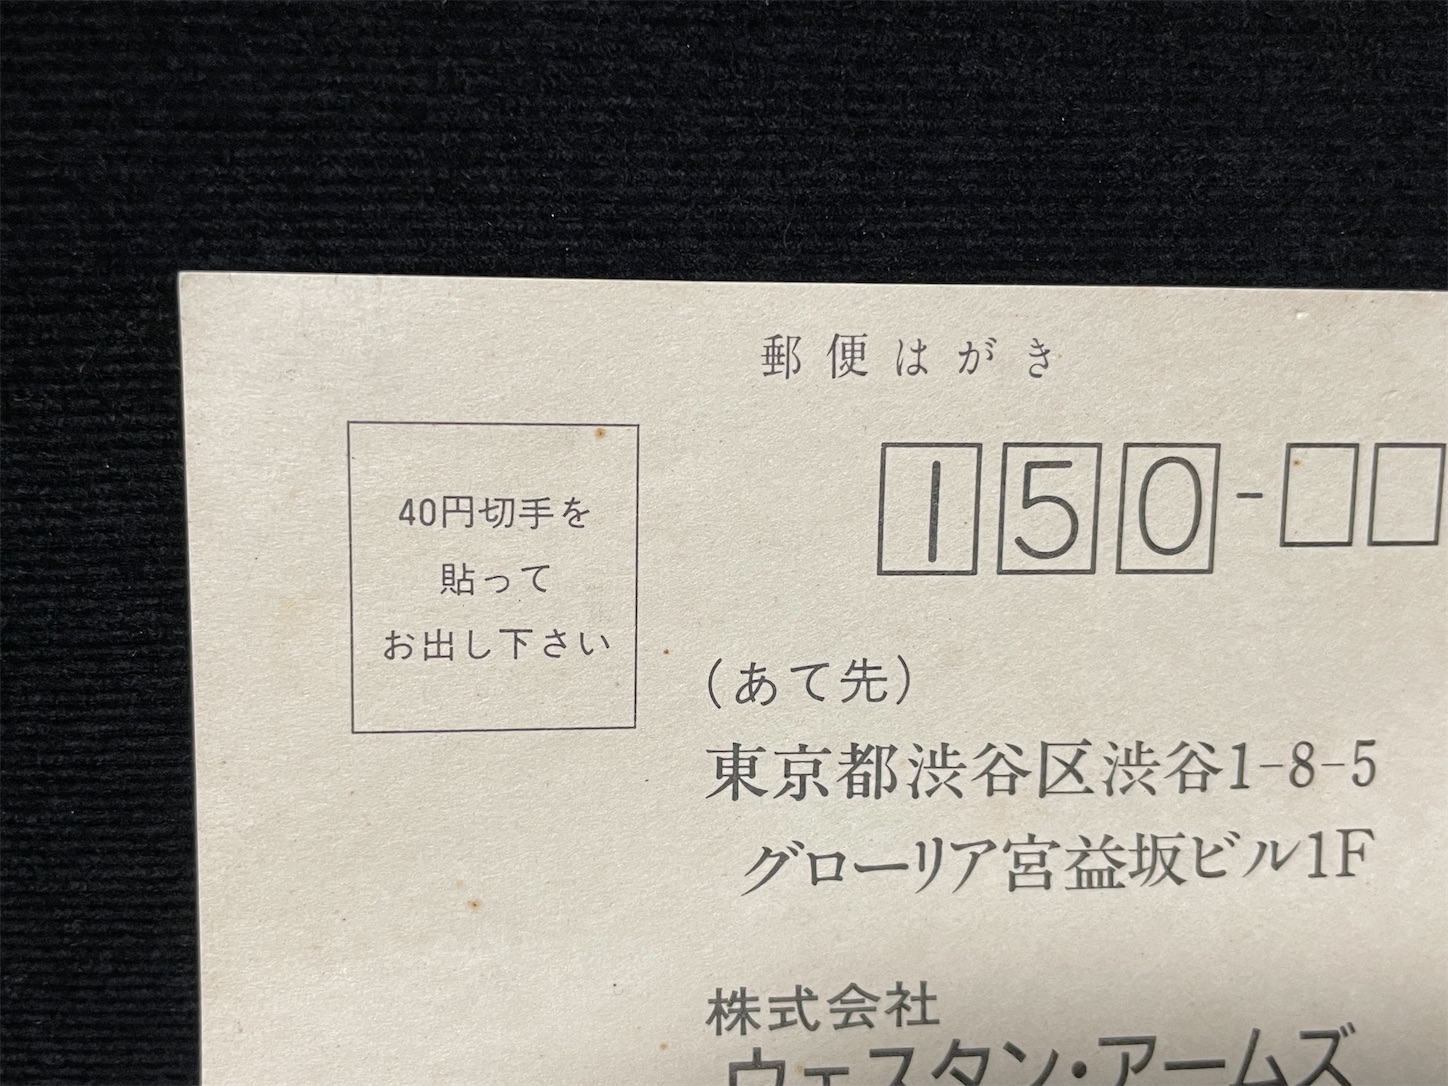 郵便はがき
40円切手を
貼って
お出し下さい
150-
(あて先)
東京都渋谷区渋谷1-8-5
グローリア宮益坂ビル1F
株式会社
ウェスタン・アームズ